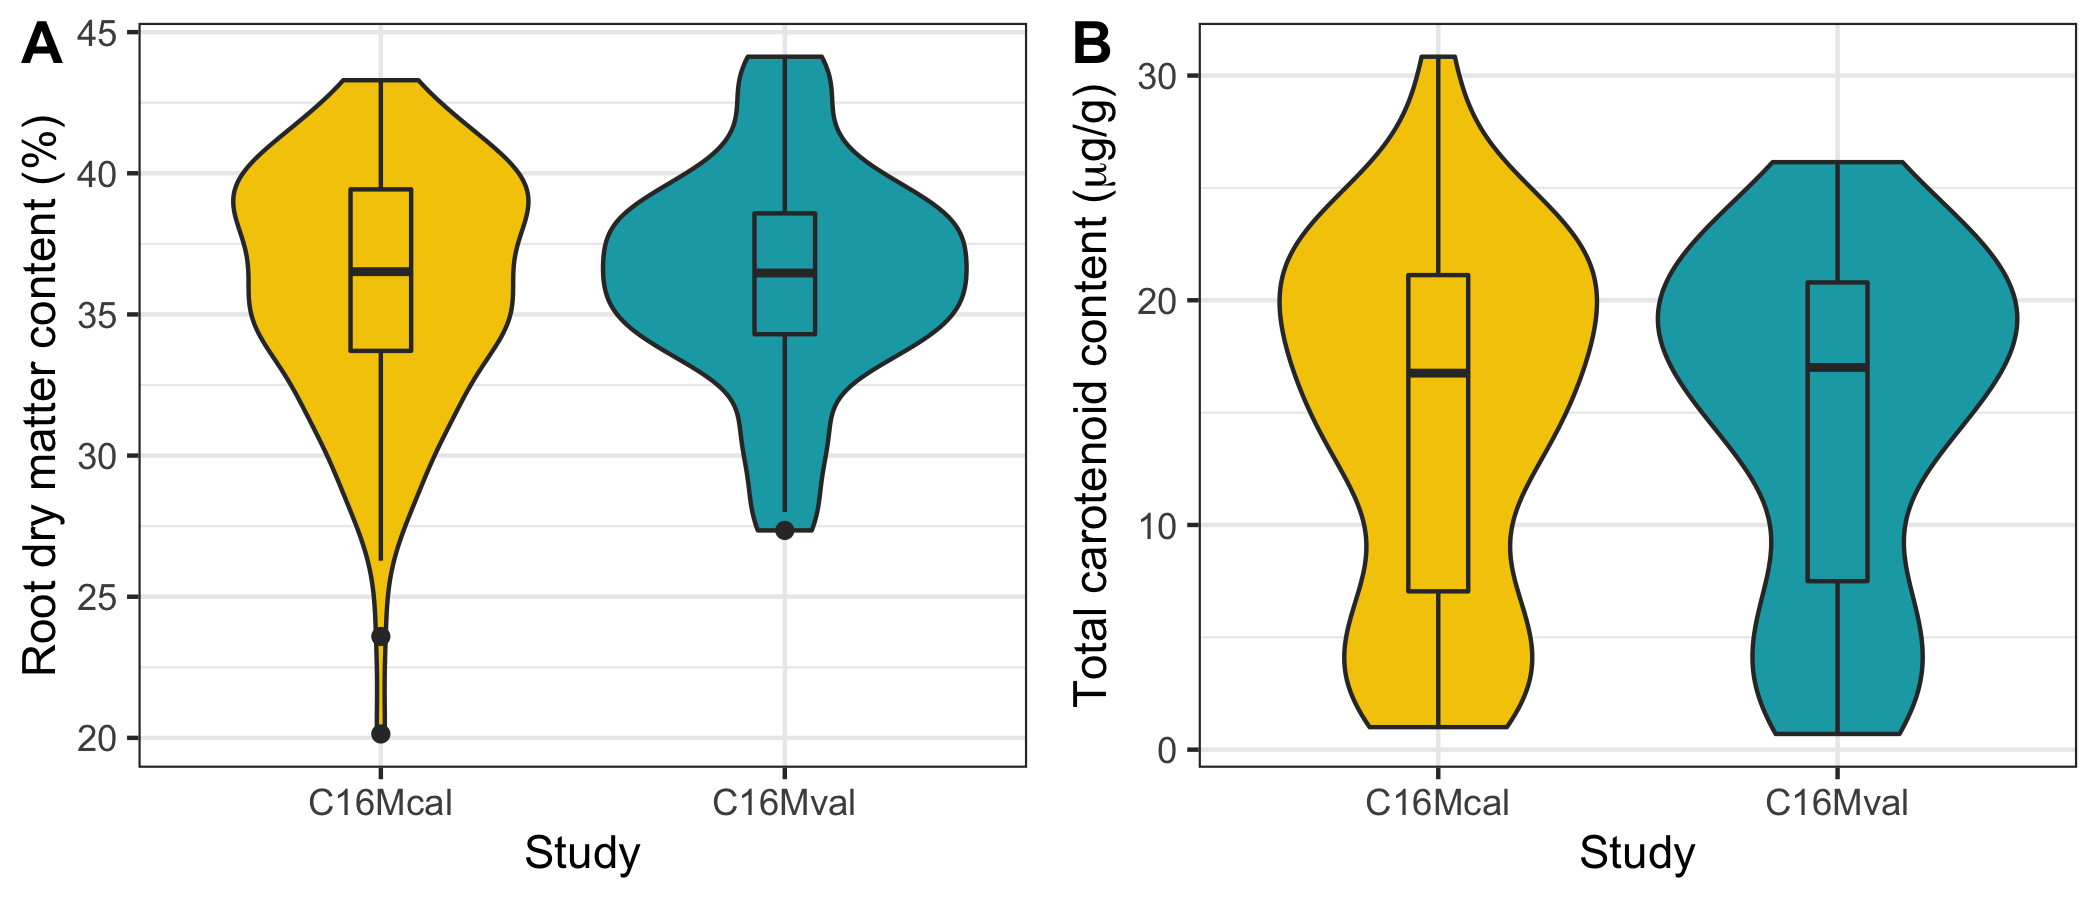 A
Root dry matter content (%)
45
40
35
30
25
20
C16Mcal
C16Mval
Study
B
Total carotenoid content (μg/g)
30
20
10
0
C16Mcal
C16Mval
Study